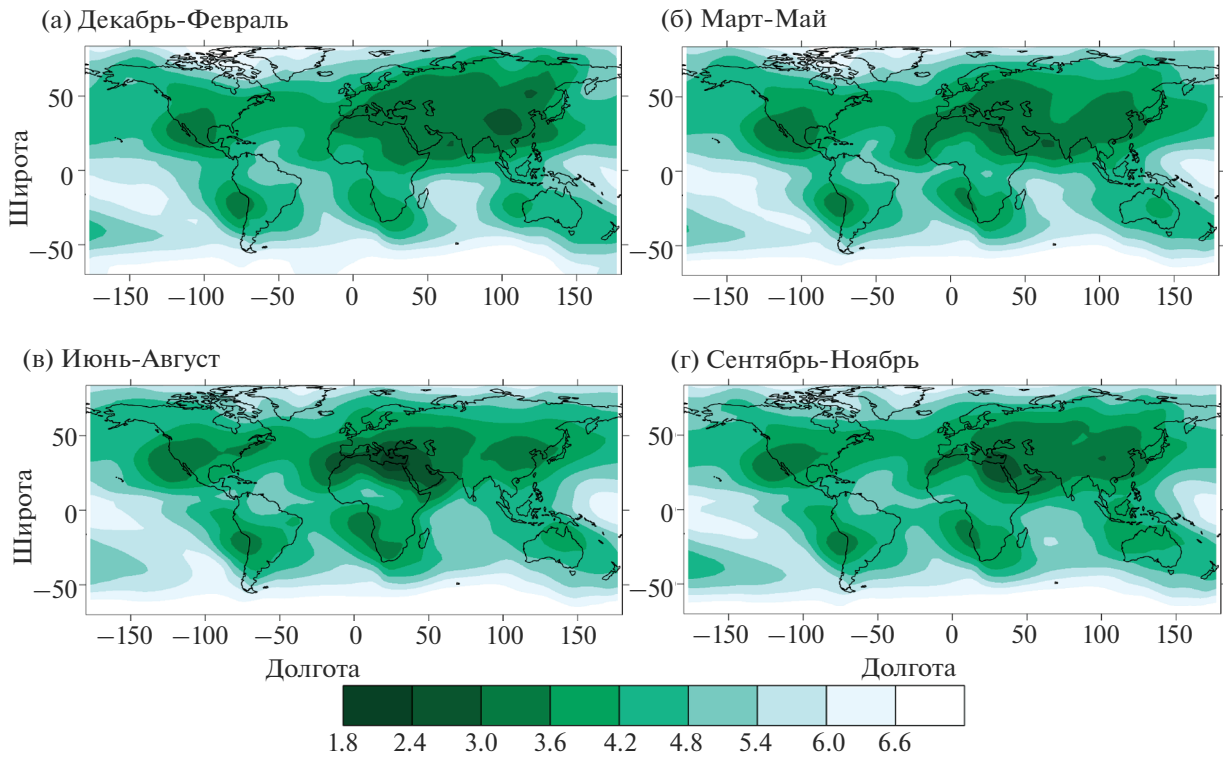 (а) Декабрь-Февраль
(б) Март-Май
Широта
50
0
−50
−150 −100 −50 0 50 100 150
50
0
−50
−150 −100 −50 0 50 100 150
(в) Июнь-Август
(г) Сентябрь-Ноябрь
Широта
50
0
−50
−150 −100 −50 0 50 100 150
50
0
−50
−150 −100 −50 0 50 100 150
Долгота
Долгота
1.8 2.4 3.0 3.6 4.2 4.8 5.4 6.0 6.6